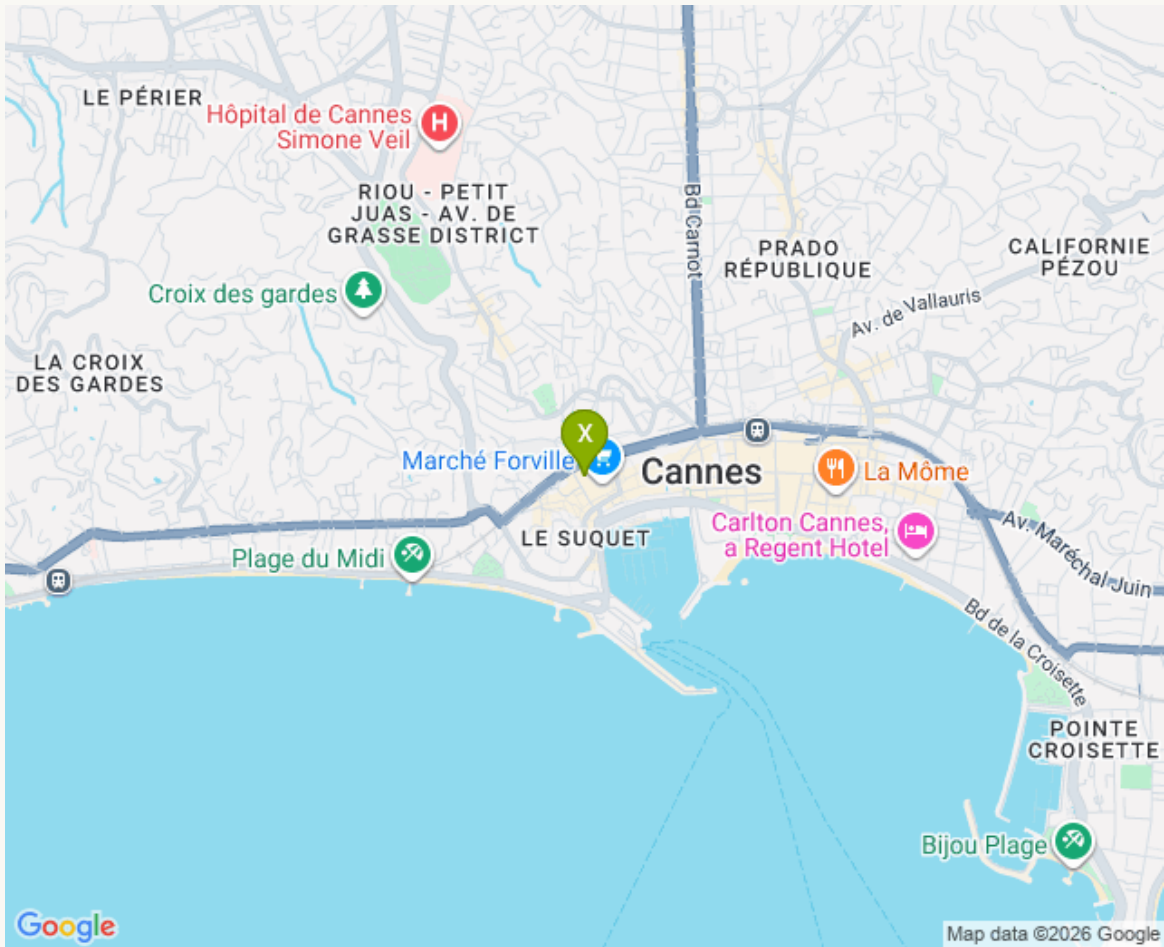 LE PÉRIER
Hôpital de Cannes
Simone Veil
H
RIOU - PETIT
JUAS - AV. DE
GRASSE DISTRICT
Bd Carnot
PRADO
RÉPUBLIQUE
CALIFORNIE
PÉZOU
Croix des gardes
Av. de Vallauris
LA CROIX
DES GARDES
X
Marché Forville
Cannes
La Môme
LE SUQUET
Carlton Cannes,
a Regent Hotel
Plage du Midi
Av. Maréchal Juin
Bd de la Croisette
POINTE
CROISETTE
Bijou Plage
Google
Map data ©2026 Google